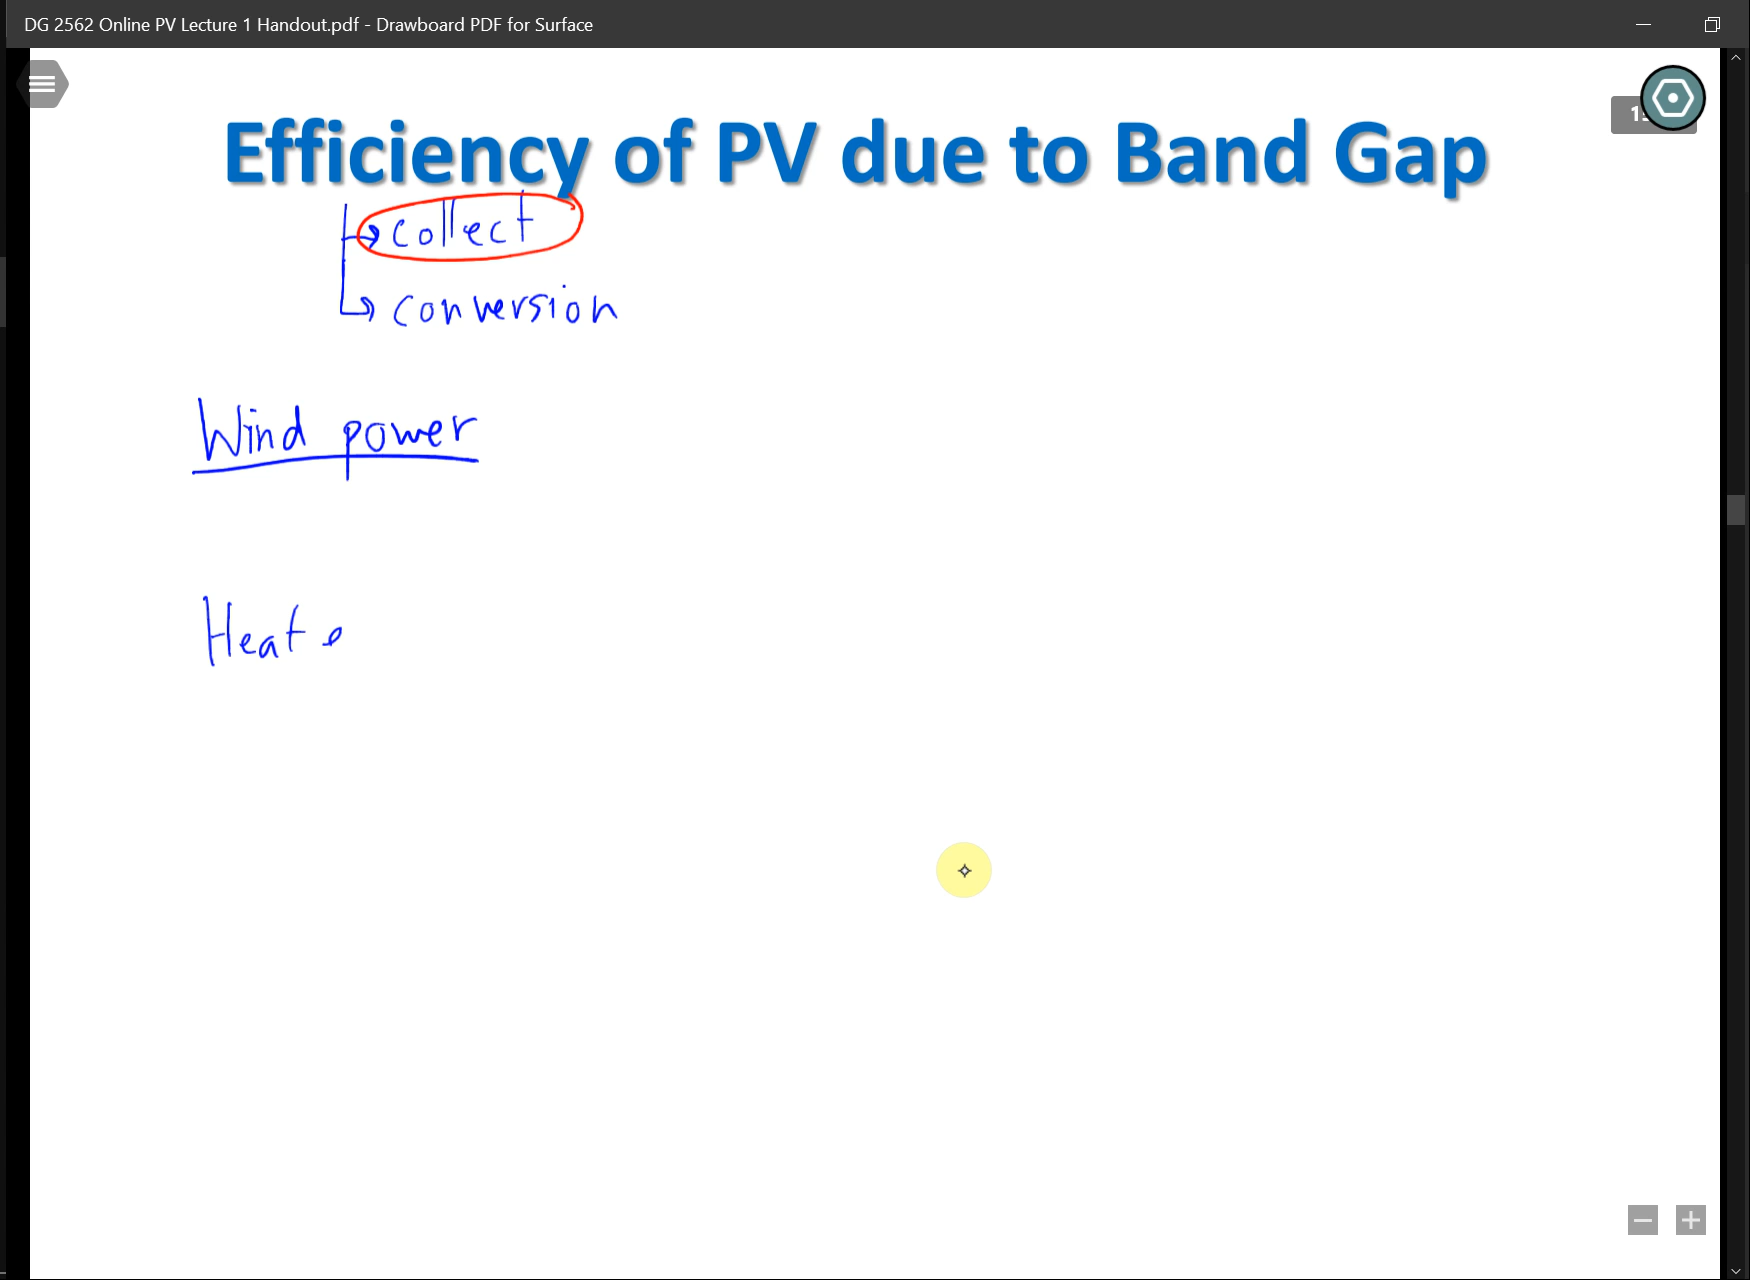 DG 2562 Online PV Lecture 1 Handout.pdf - Drawboard PDF for Surface
Efficiency of PV due to Band Gap
collect
conversion
Wind power
Heat e